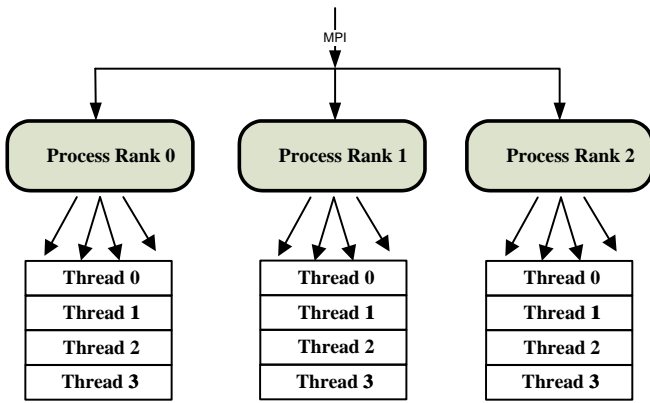 MPI
Process Rank 0
Process Rank 1
Process Rank 2
Thread 0
Thread 1
Thread 2
Thread 3
Thread 0
Thread 1
Thread 2
Thread 3
Thread 0
Thread 1
Thread 2
Thread 3